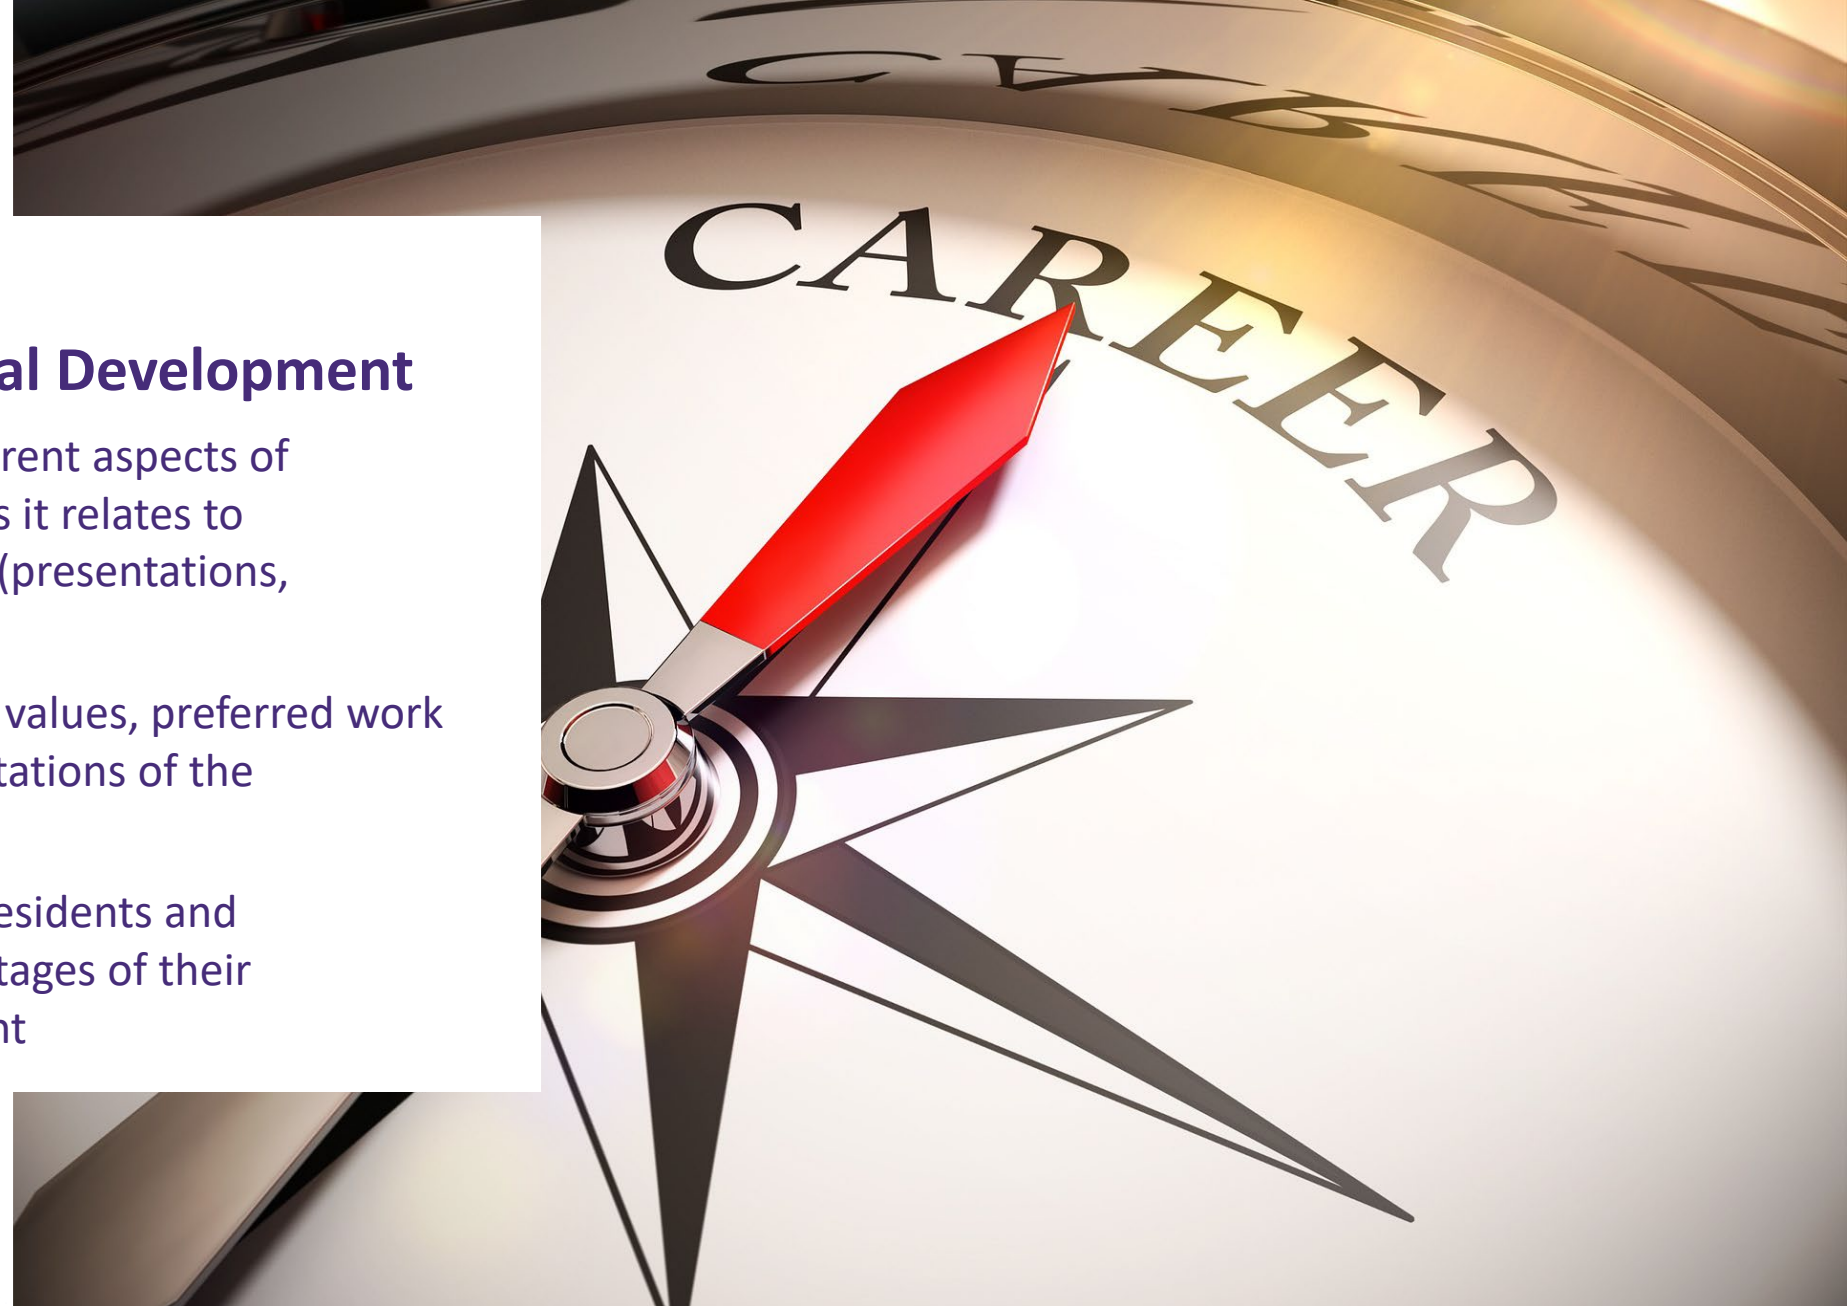 CAREER
CAREER
al Development
rent aspects of
s it relates to
(presentations,
values, preferred work
tations of the
esidents and
tages of their
nt